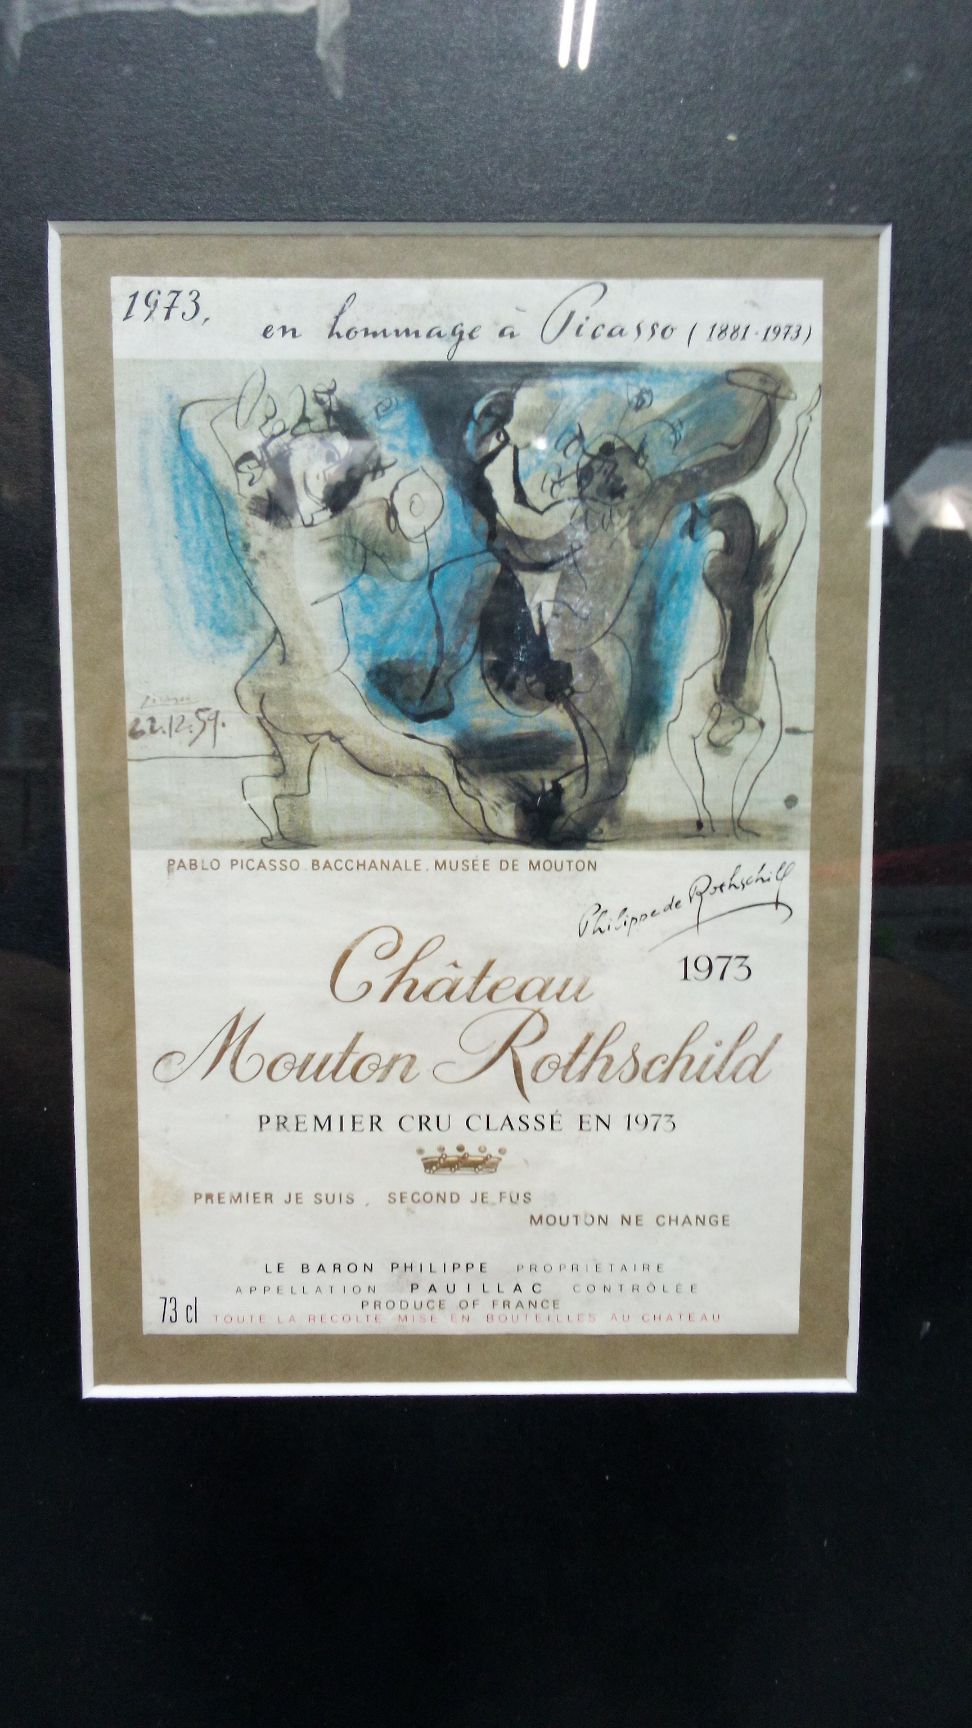 1973,
en hommage à Picasso (1881-1973)
Picasso
22.12.59.
PABLO PICASSO. BACCHANALE. MUSÉE DE MOUTON
Philippe de Rothschild
1973
Château
Mouton Rothschild
PREMIER CRU CLASSÉ EN 1973
PREMIER JE SUIS, SECOND JE FUS
MOUTON NE CHANGE
LE BARON PHILIPPE PROPRIÉTAIRE
APPELLATION PAUILLAC CONTRÔLÉE
PRODUCE OF FRANCE
73 cl TOUTE LA RÉCOLTE MISE EN BOUTEILLES AU CHÂTEAU